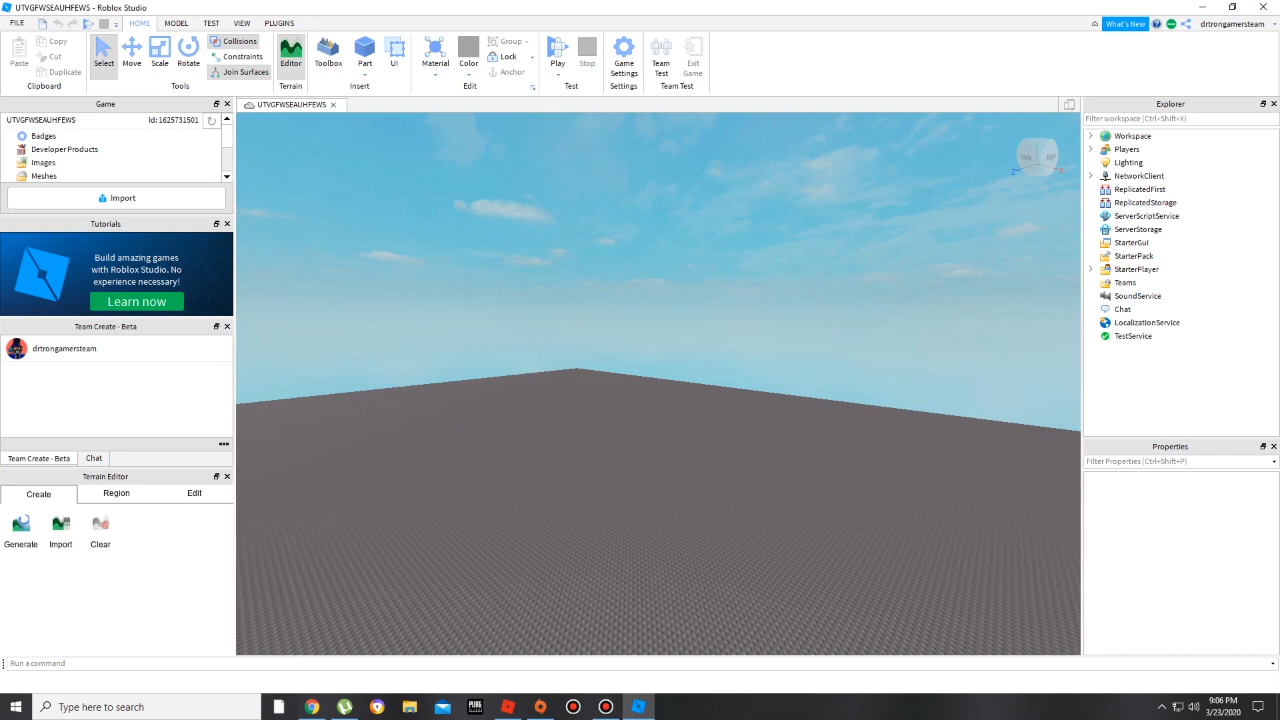 UTVGFWSEAUHFEWS - Roblox Studio
FILE HOME MODEL TEST VIEW PLUGINS What's New drtrongamersteam
Paste Copy Cut Duplicate Select Move Scale Rotate Collisions Constraints Join Surfaces Editor Toolbox Part UI Material Color Group Lock Anchor Play Stop Game Settings Team Test Exit Game
Clipboard Tools Terrain Insert Edit Test Settings Team Test
Game
UTVGFWSEAUHFEWS Id: 1625731501
Badges
Developer Products
Images
Meshes
Import
Tutorials
Build amazing games
with Roblox Studio. No
experience necessary!
Learn now
Team Create - Beta
drtrongamersteam
Team Create - Beta Chat
Terrain Editor
Create Region Edit
Generate Import Clear
UTVGFWSEAUHFEWS
Explorer
Filter workspace (Ctrl+Shift+X)
Workspace
Players
Lighting
NetworkClient
ReplicatedFirst
ReplicatedStorage
ServerScriptService
ServerStorage
StarterGui
StarterPack
StarterPlayer
Teams
SoundService
Chat
LocalizationService
TestService
Properties
Filter Properties (Ctrl+Shift+P)
Run a command
Type here to search
PUBG
9:06 PM
3/23/2020